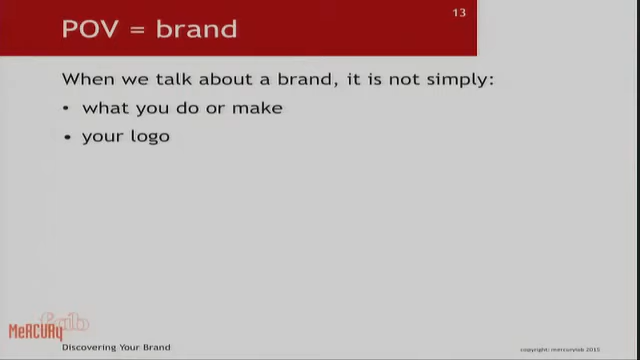 13
POV = brand
When we talk about a brand, it is not simply:
• what you do or make
• your logo
MeRCURy lab
Discovering Your Brand
copyright: mercurylab 2015